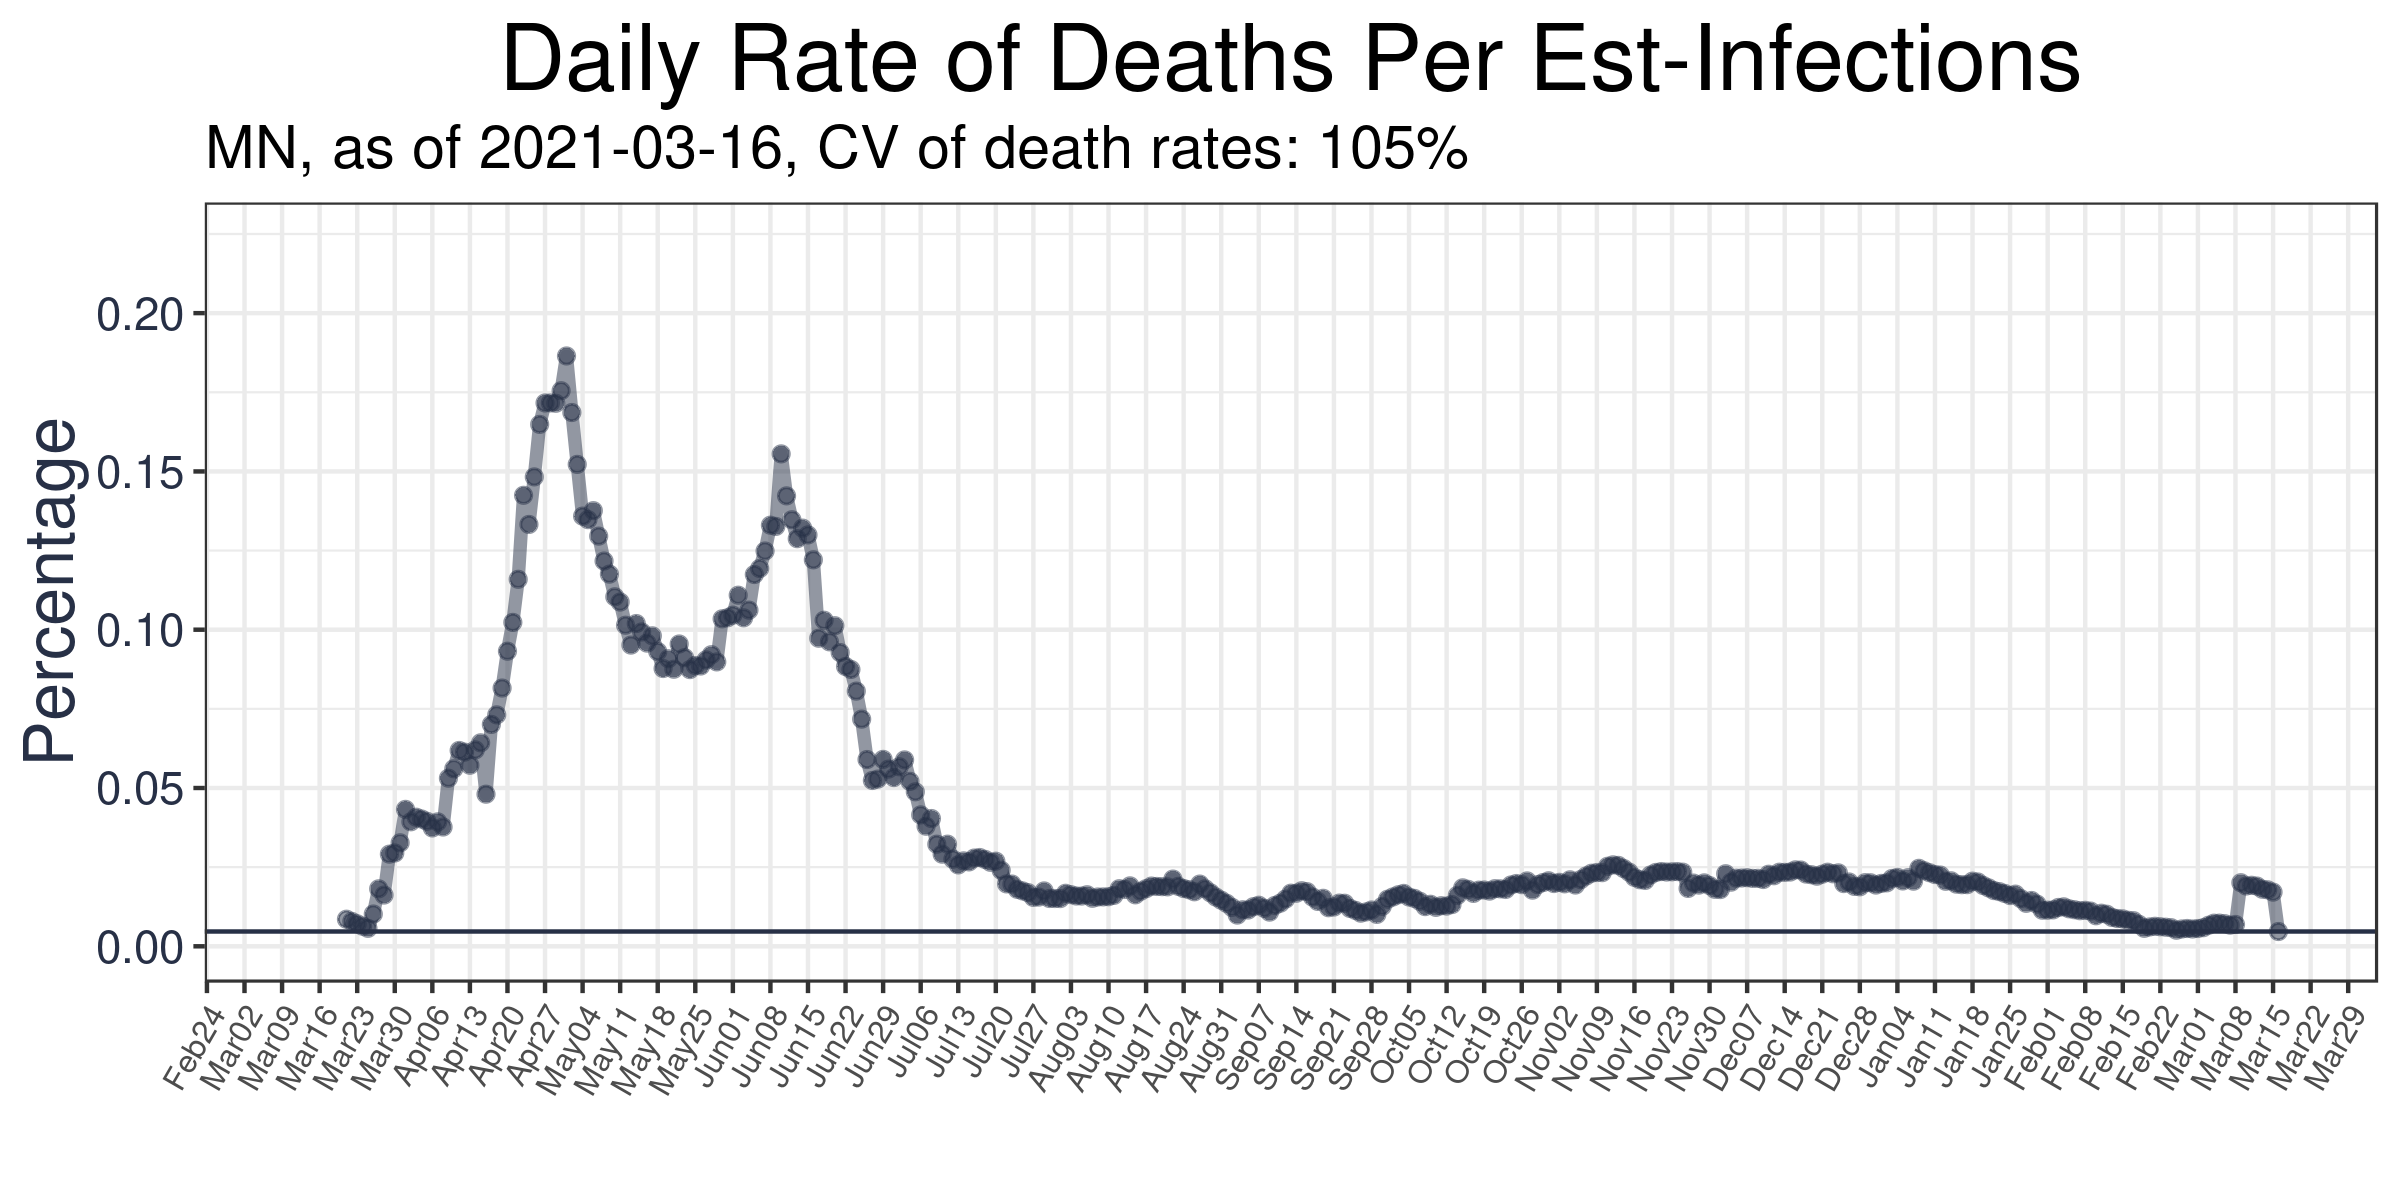 Daily Rate of Deaths Per Est-Infections
MN, as of 2021-03-16, CV of death rates: 105%
Percentage
0.20
0.15
0.10
0.05
0.00
Feb24
Mar02
Mar09
Mar16
Mar23
Mar30
Apr06
Apr13
Apr20
Apr27
May04
May11
May18
May25
Jun01
Jun08
Jun15
Jun22
Jun29
Jul06
Jul13
Jul20
Jul27
Aug03
Aug10
Aug17
Aug24
Aug31
Sep07
Sep14
Sep21
Sep28
Oct05
Oct12
Oct19
Oct26
Nov02
Nov09
Nov16
Nov23
Nov30
Dec07
Dec14
Dec21
Dec28
Jan04
Jan11
Jan18
Jan25
Feb01
Feb08
Feb15
Feb22
Mar01
Mar08
Mar15
Mar22
Mar29